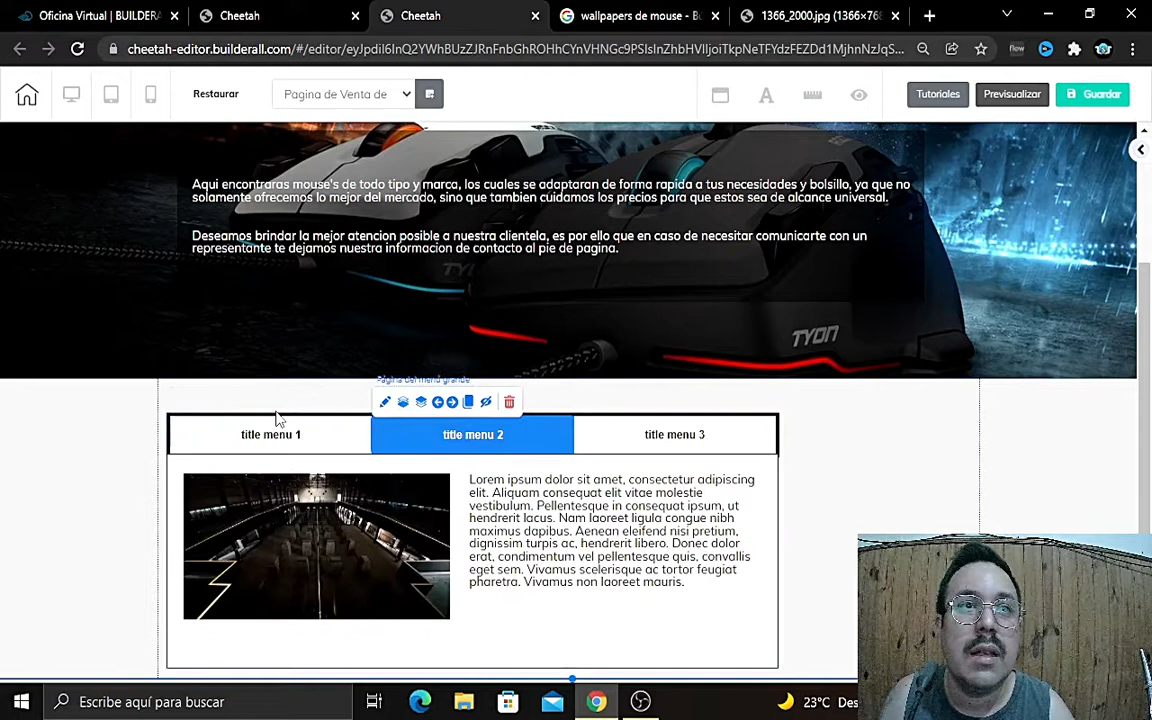 Oficina Virtual | BUILDERA
Cheetah
Cheetah
wallpapers de mouse - B
1366_2000.jpg (1366×768
cheetah-editor.builderall.com/#/editor/
flow
Restaurar
Pagina de Venta de
Tutoriales
Previsualizar
Guardar
Aqui encontraras mouse's de todo tipo y marca, los cuales se adaptaran de forma rapida a tus necesidades y bolsillo, ya que no
solamente ofrecemos lo mejor del mercado, sino que tambien cuidamos los precios para que estos sea de alcance universal.
Deseamos brindar la mejor atencion posible a nuestra clientela, es por ello que en caso de necesitar comunicarte con un
representante te dejamos nuestra informacion de contacto al pie de pagina.
TYON
Página del menú grande
title menu 1
title menu 2
title menu 3
Lorem ipsum dolor sit amet, consectetur adipiscing
elit. Aliquam consequat elit vitae molestie
vestibulum. Pellentesque in consequat ipsum, ut
hendrerit lacus. Nam laoreet ligula congue nibh
maximus dapibus. Aenean eleifend nisi pretium,
dignissim turpis ac, hendrerit libero. Donec dolor
erat, condimentum vel pellentesque quis, convallis
eget sem. Vivamus scelerisque ac tortor feugiat
pharetra. Vivamus non laoreet mauris.
Escribe aquí para buscar
23°C Des